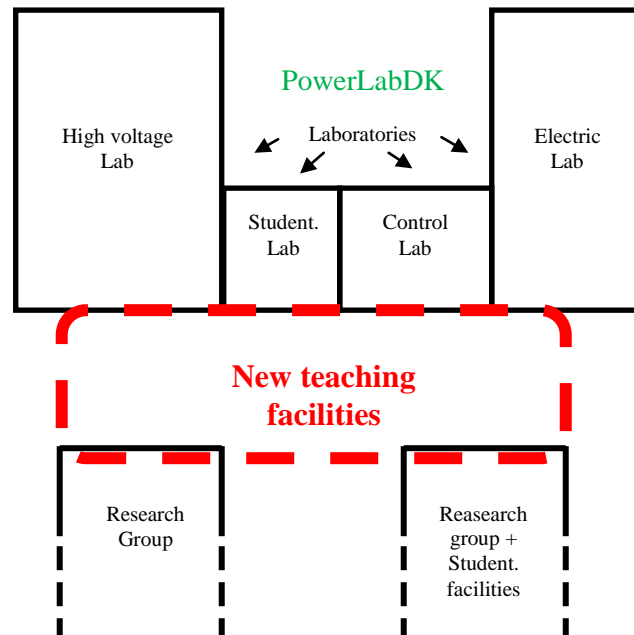 PowerLabDK
High voltage
Lab
Laboratories
Electric
Lab
Student.
Lab
Control
Lab
New teaching
facilities
Research
Group
Reasearch
group +
Student.
facilities